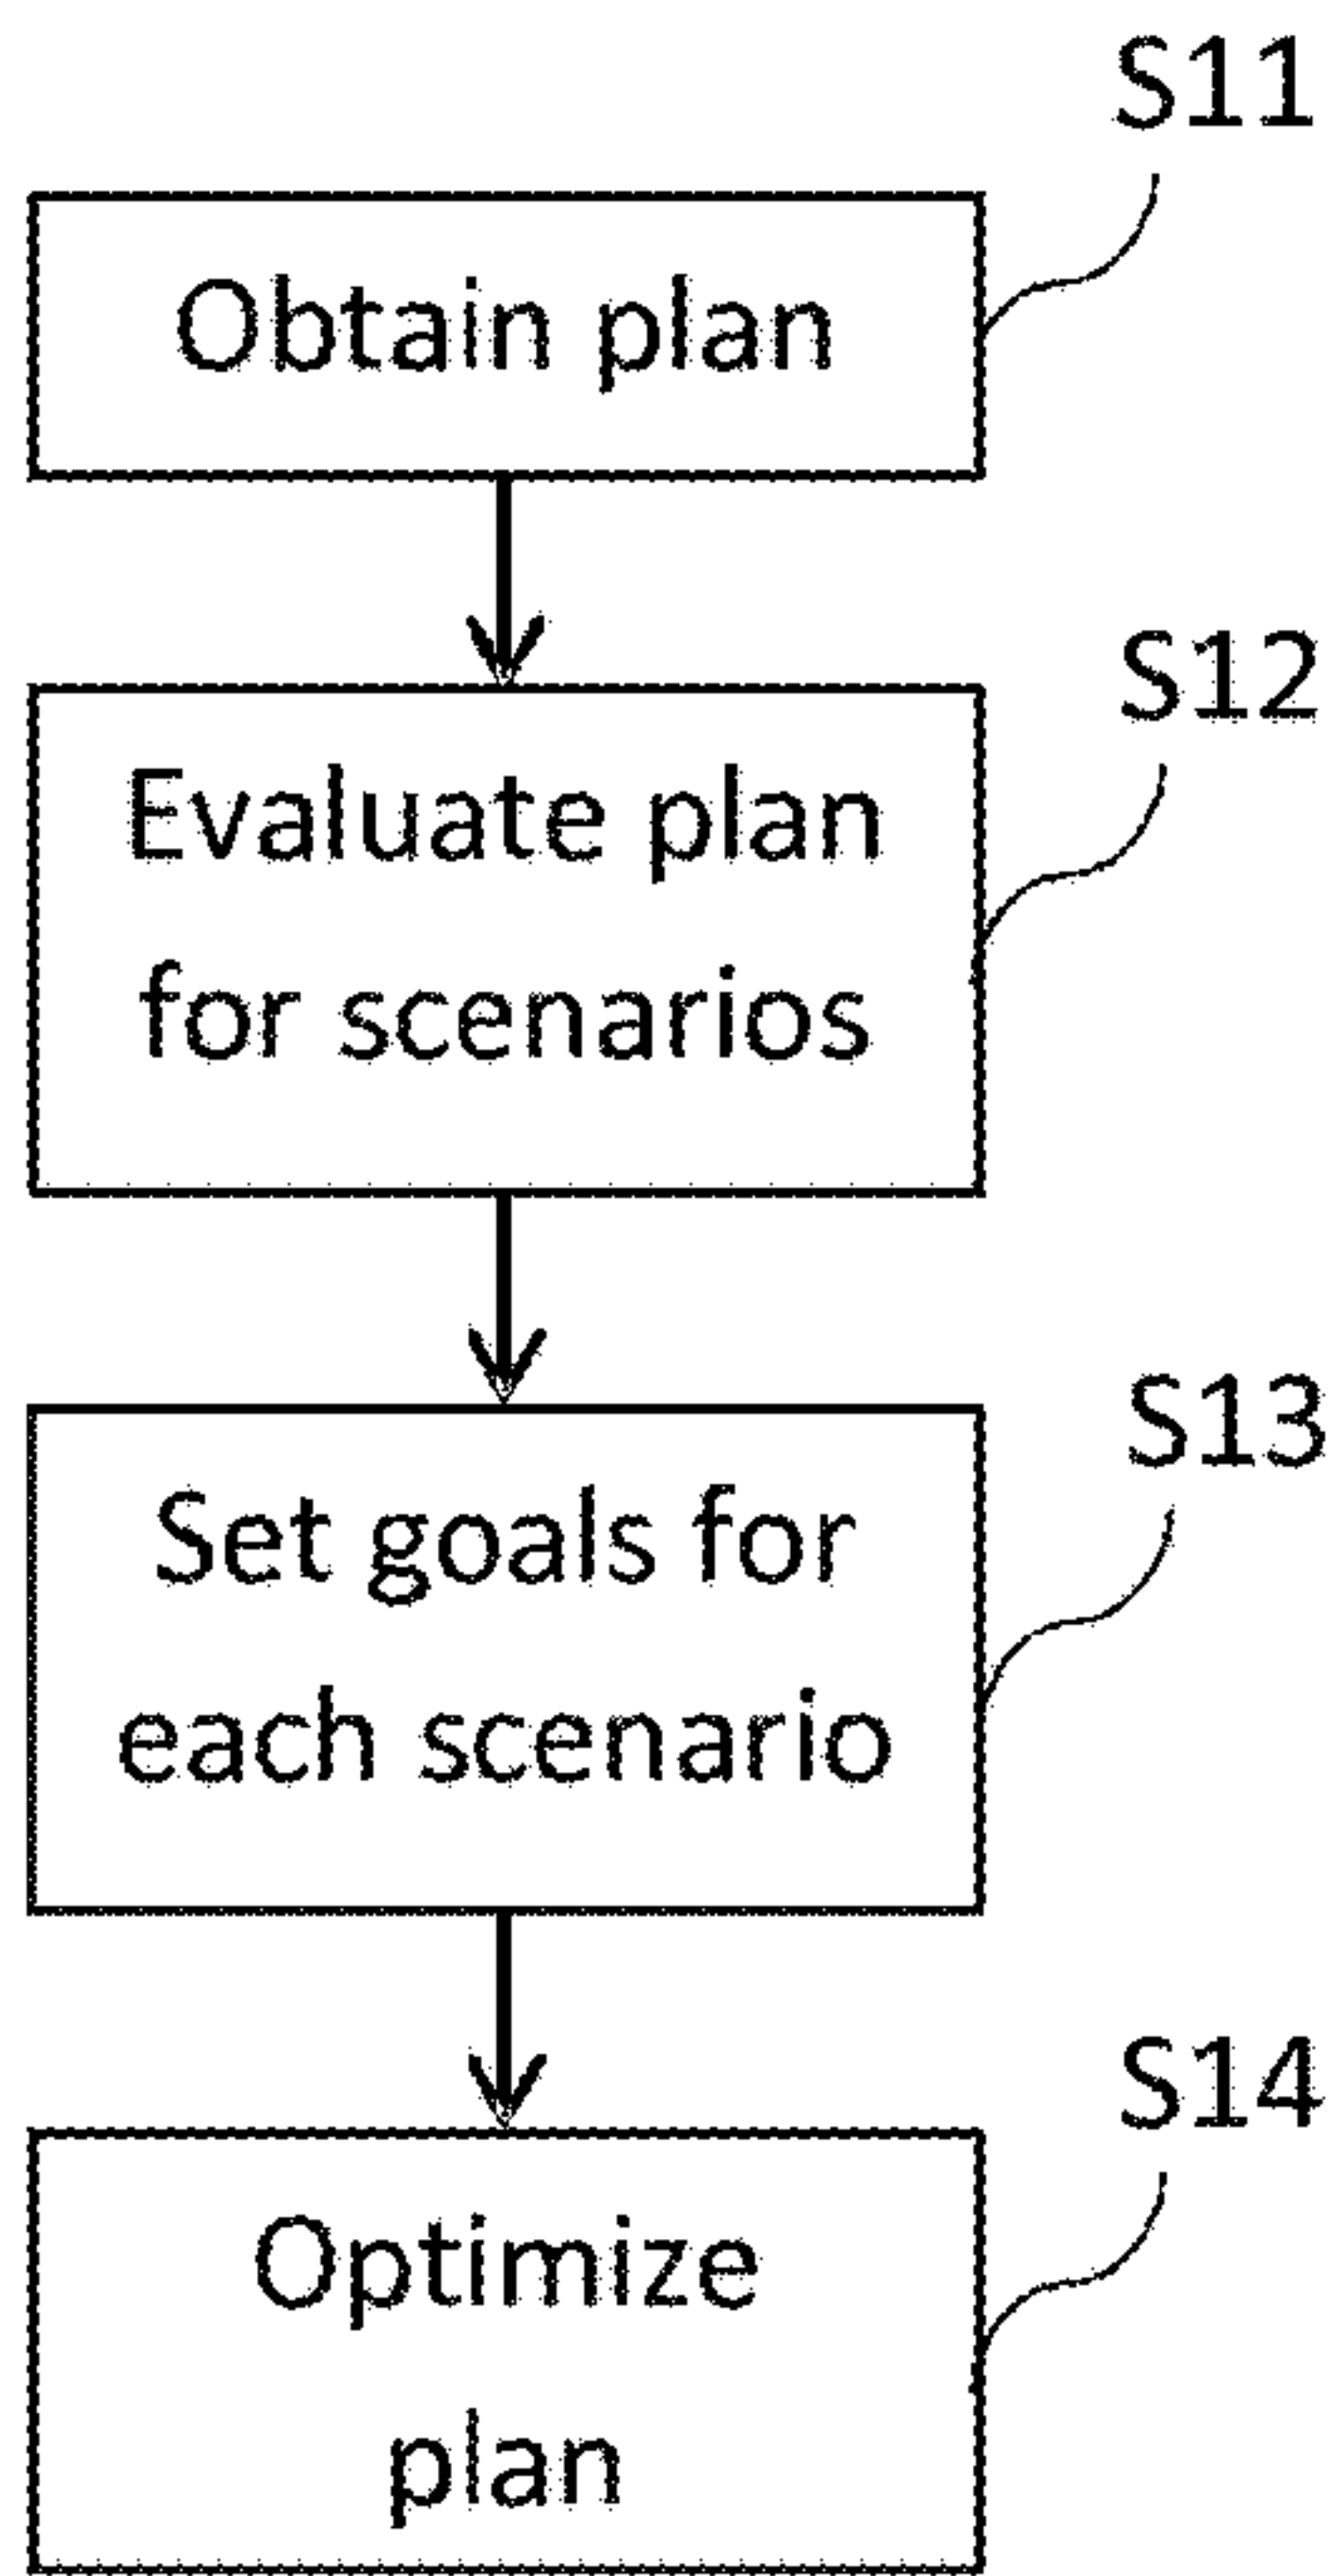 S11
Obtain plan
S12
Evaluate plan
for scenarios
S13
Set goals for
each scenario
S14
Optimize
plan